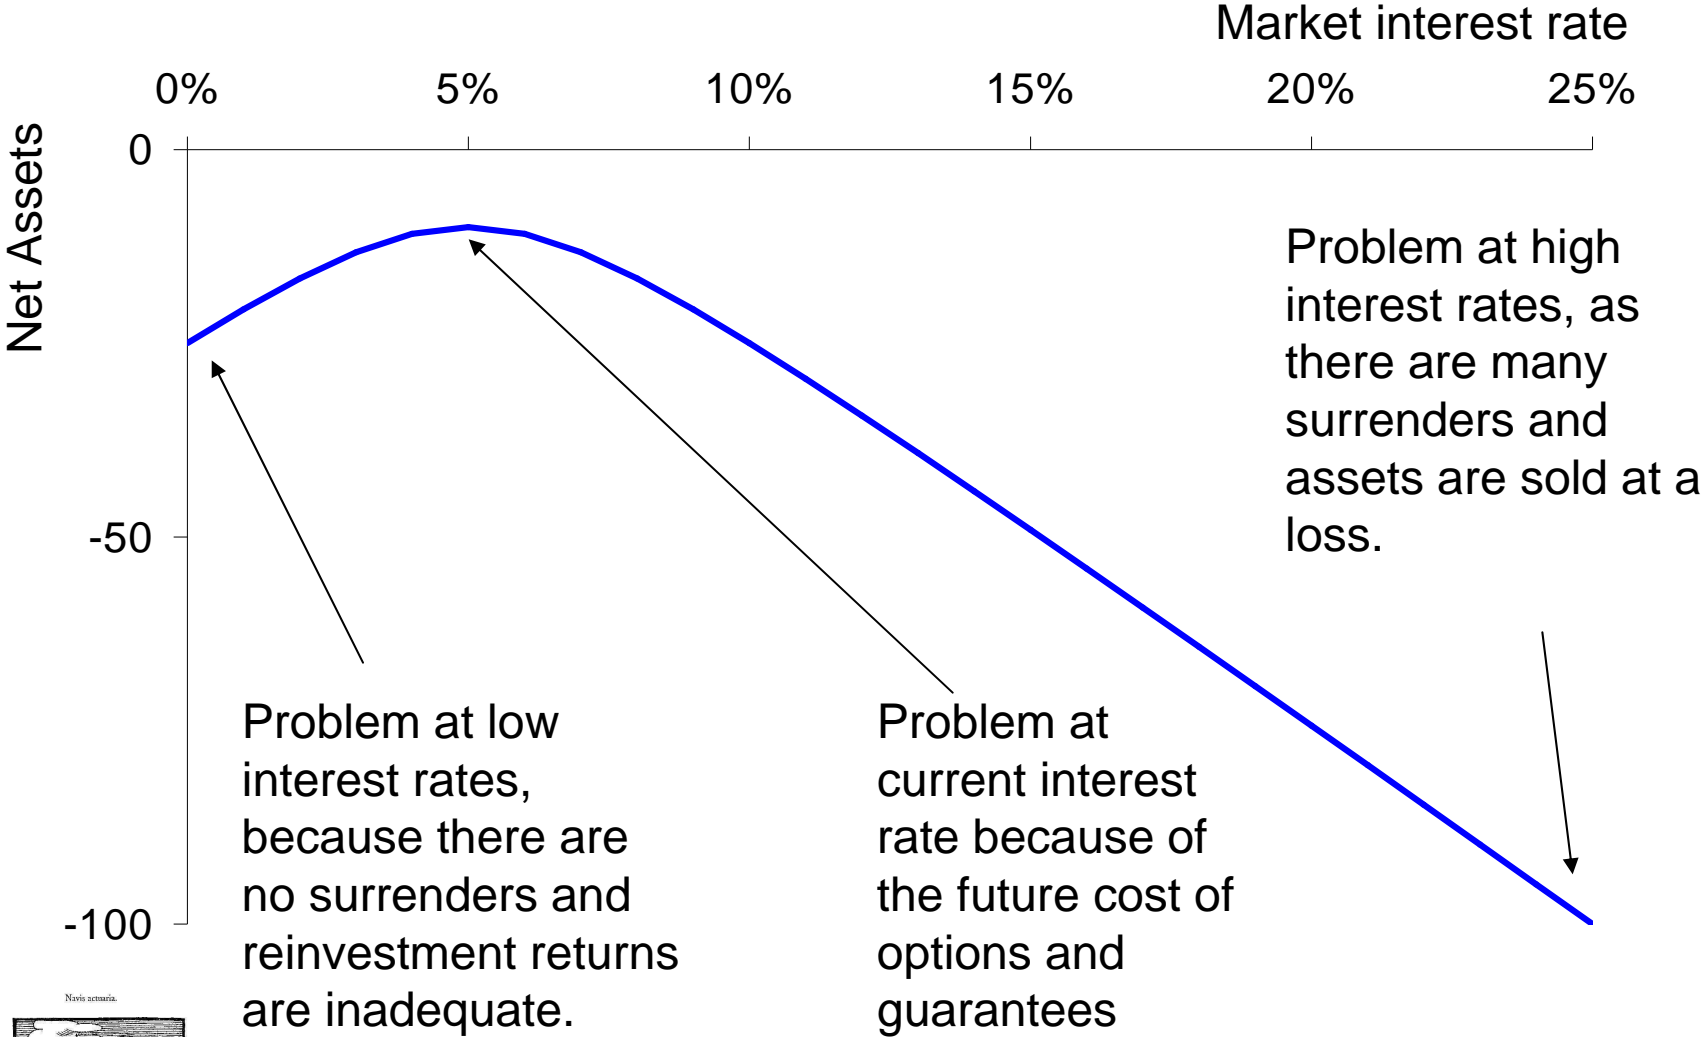 Market interest rate
0% 5% 10% 15% 20% 25%
Net Assets
0
-50
-100
Problem at high
interest rates, as
there are many
surrenders and
assets are sold at a
loss.
Problem at low
interest rates,
because there are
no surrenders and
reinvestment returns
are inadequate.
Problem at
current interest
rate because of
the future cost of
options and
guarantees
Navis actuaria.